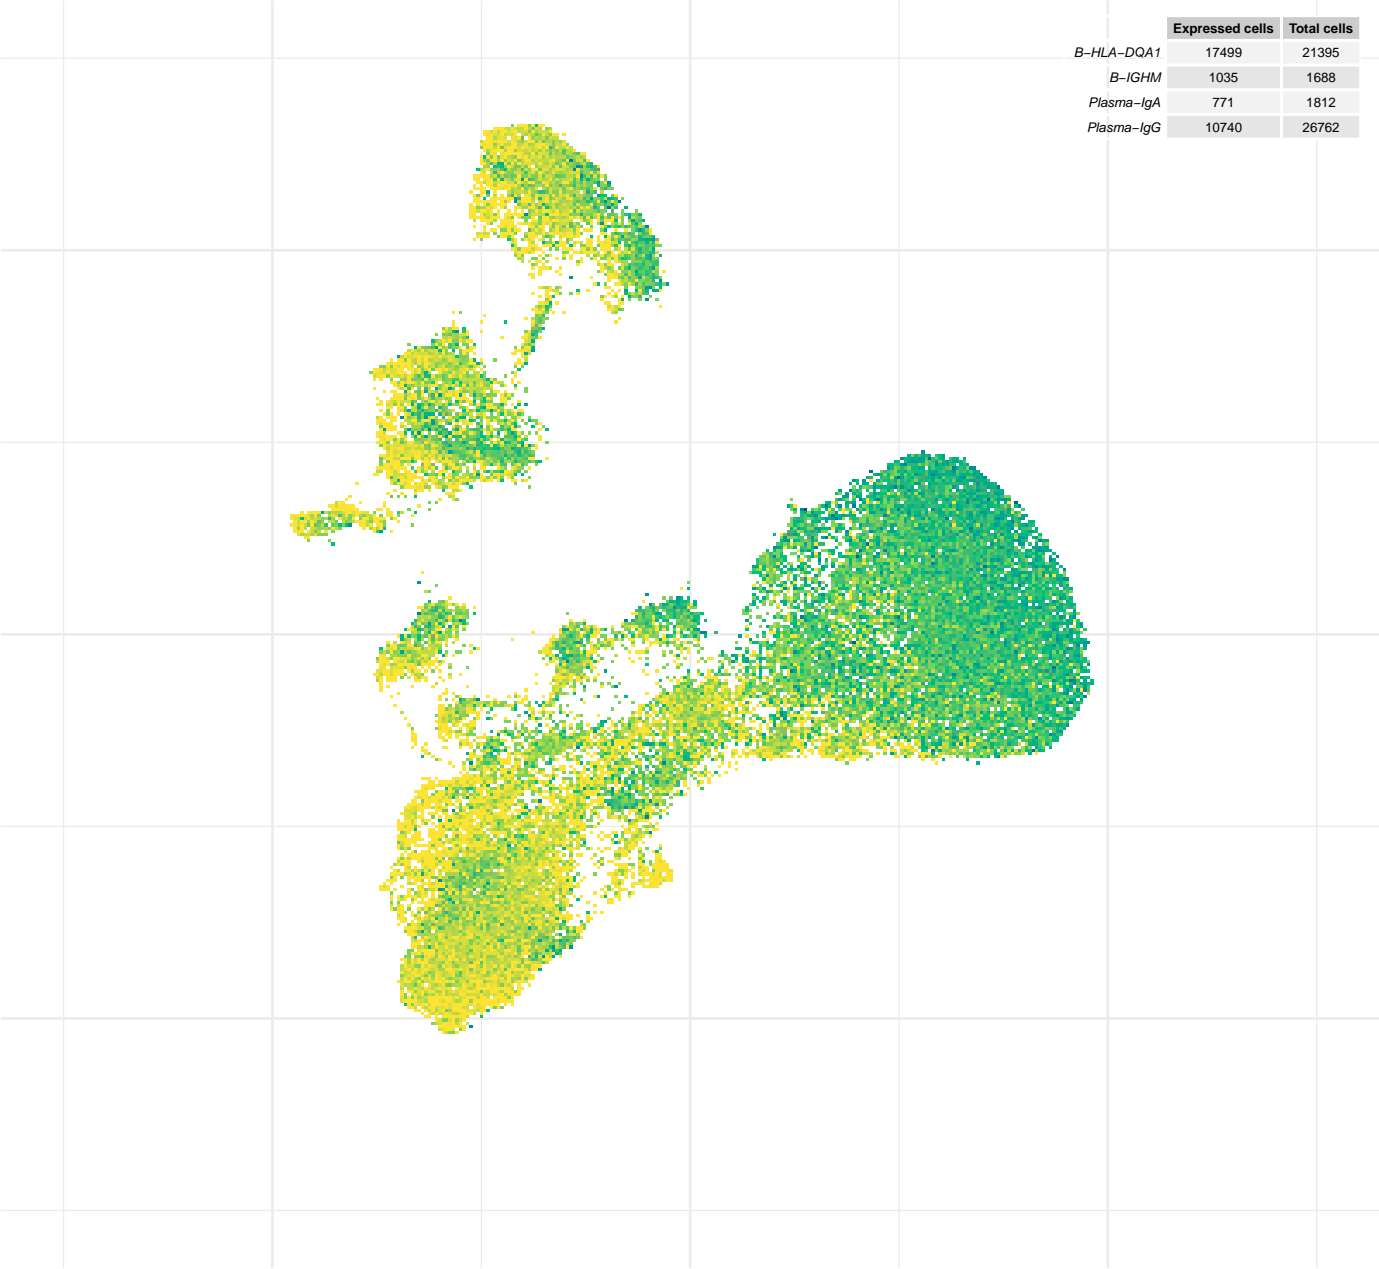 Expressed cells Total cells
B−HLA−DQA1 17499 21395
B−IGHM 1035 1688
Plasma−IgA 771 1812
Plasma−IgG 10740 26762